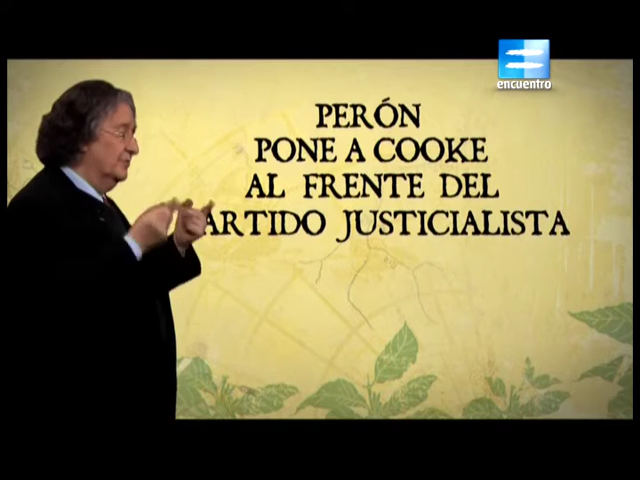 encuentro
PERÓN
PONE A COOKE
AL FRENTE DEL
ARTIDO JUSTICIALISTA